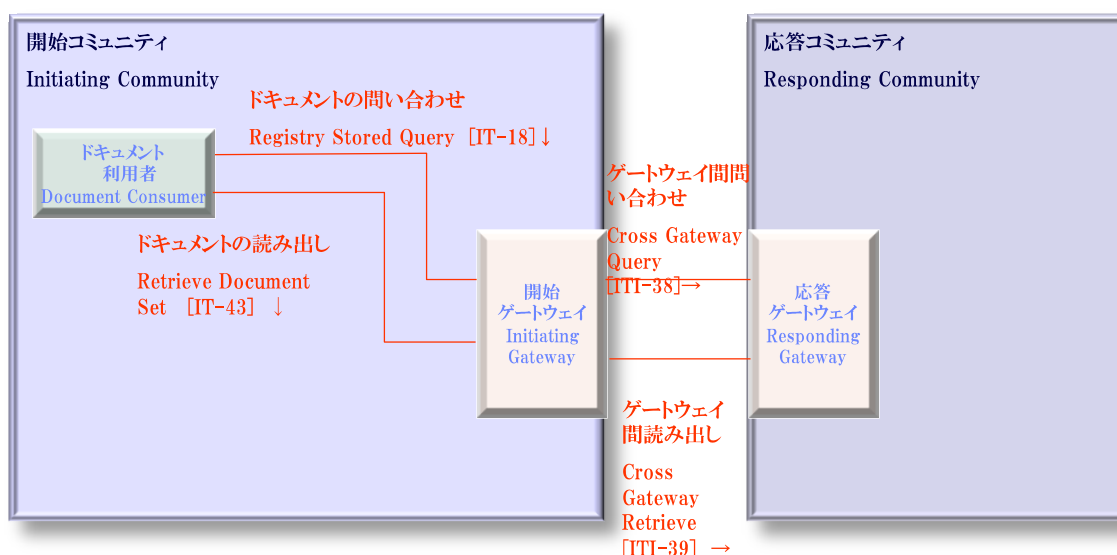 開始コミュニティ
Initiating Community
ドキュメントの問い合わせ
Registry Stored Query [IT-18]↓
ドキュメント
利用者
Document Consumer
ドキュメントの読み出し
Retrieve Document
Set [IT-43] ↓
開始
ゲートウェイ
Initiating
Gateway
ゲートウェイ間問
い合わせ
Cross Gateway
Query
[ITI-38]→
ゲートウェイ
間読み出し
Cross
Gateway
Retrieve
[ITI-39] →
応答コミュニティ
Responding Community
応答
ゲートウェイ
Responding
Gateway